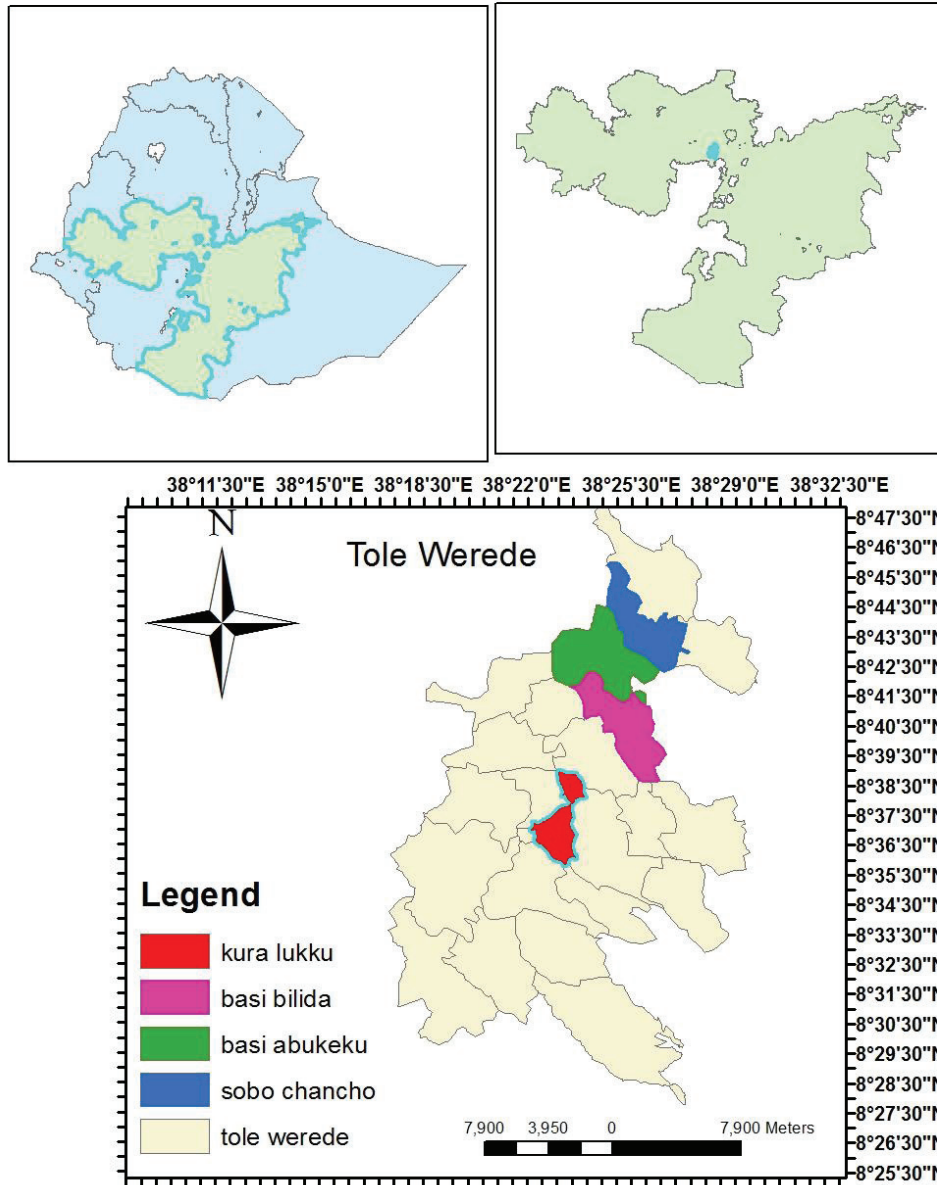 38°11'30"E 38°15'0"E 38°18'30"E 38°22'0"E 38°25'30"E 38°29'0"E 38°32'30"E
N
Tole Werede
8°47'30"N
8°46'30"N
8°45'30"N
8°44'30"N
8°43'30"N
8°42'30"N
8°41'30"N
8°40'30"N
8°39'30"N
8°38'30"N
8°37'30"N
8°36'30"N
8°35'30"N
8°34'30"N
8°33'30"N
8°32'30"N
8°31'30"N
8°30'30"N
8°29'30"N
8°28'30"N
8°27'30"N
8°26'30"N
8°25'30"N
Legend
kura lukku
basi bilida
basi abukeku
sobo chancho
tole werede
7,900 3,950 0 7,900 Meters